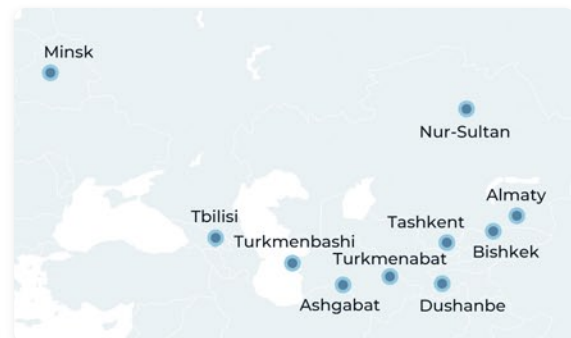 Minsk
Nur-Sultan
Almaty
Tbilisi
Tashkent
Turkmenbashi
Bishkek
Turkmenabat
Ashgabat
Dushanbe